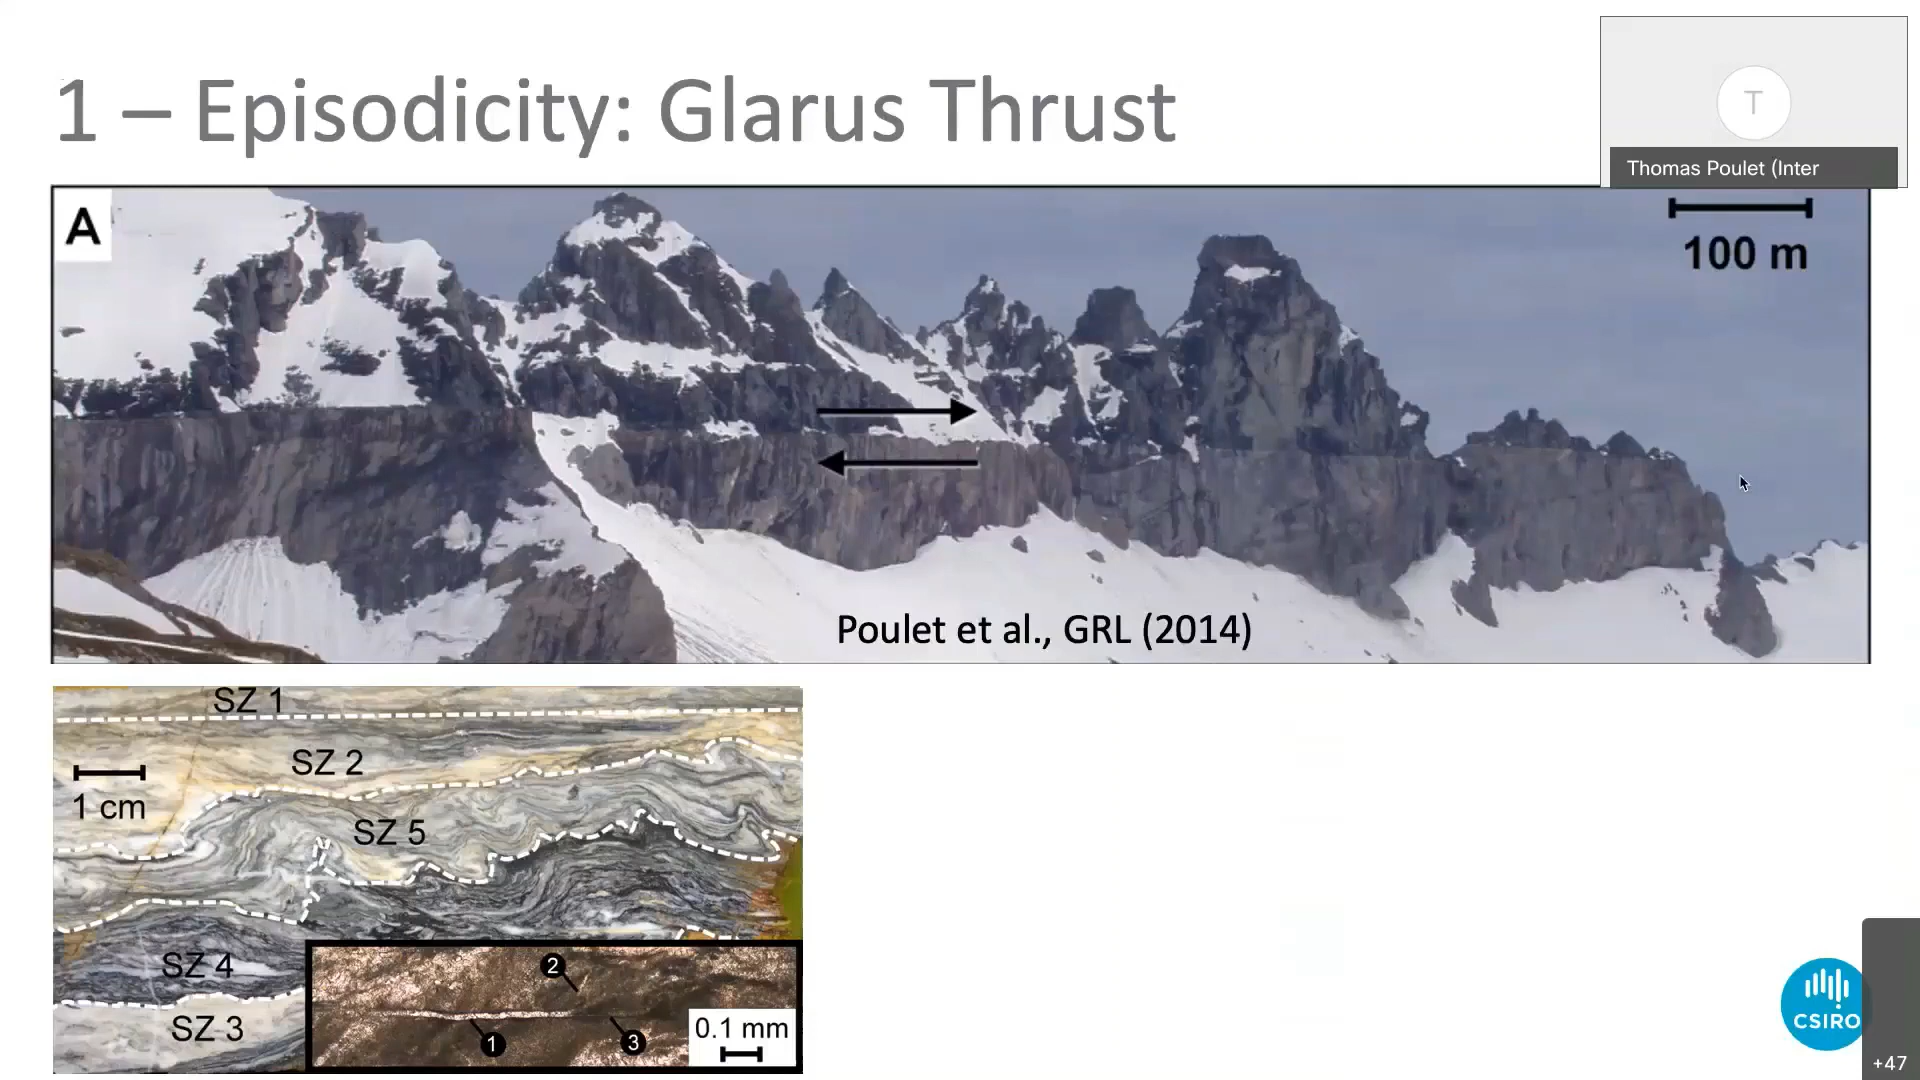 1 – Episodicity: Glarus Thrust
T
Thomas Poulet (Inter
A
100 m
Poulet et al., GRL (2014)
SZ 1
SZ 2
1 cm
SZ 5
SZ 4
SZ 3
2
1
3
0.1 mm
CSIRO
+47